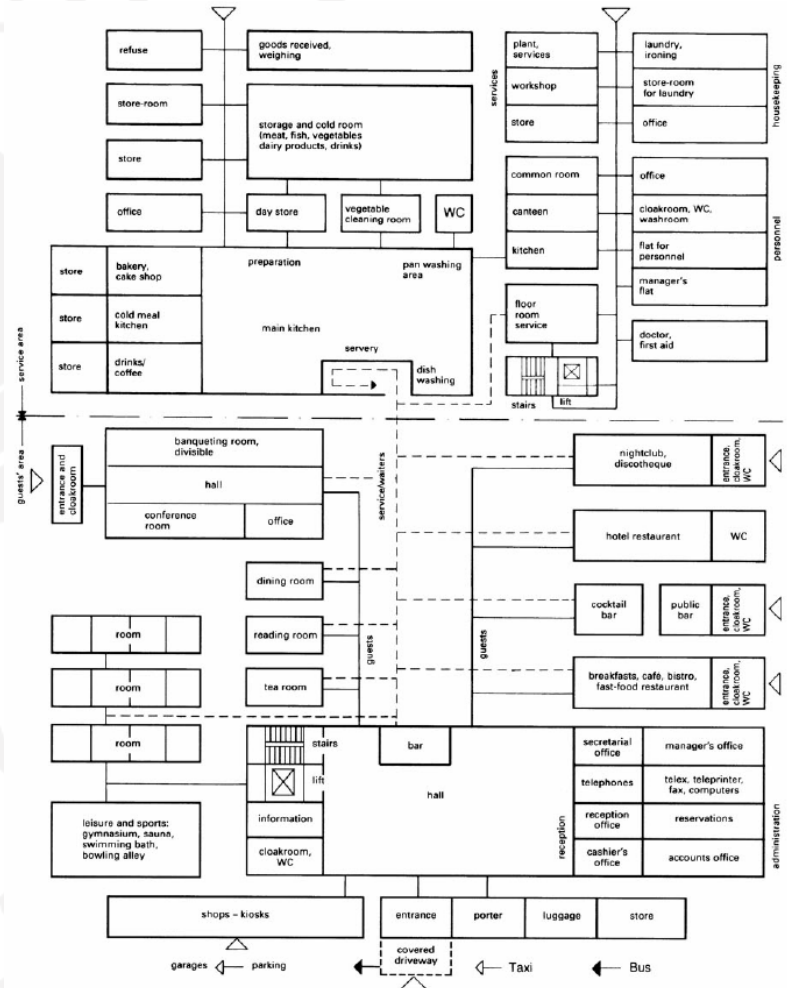 refuse
goods received,
weighing
store-room
storage and cold room
(meat, fish, vegetables
dairy products, drinks)
store
office
day store
vegetable
cleaning room
WC
services
plant,
services
workshop
store
laundry,
ironing
store-room
for laundry
office
housekeeping
common room
canteen
kitchen
office
cloakroom, WC,
washroom
flat for
personnel
manager's
flat
personnel
floor
room
service
doctor,
first aid
stairs
lift
store
bakery,
cake shop
store
cold meal
kitchen
store
drinks/
coffee
preparation
pan washing
area
main kitchen
servery
dish
washing
service area
guests' area
entrance and
cloakroom
banqueting room,
divisible
hall
conference
room
office
service/waiters
nightclub,
discotheque
entrance,
cloakroom,
WC
hotel restaurant
WC
dining room
reading room
tea room
guests
guests
cocktail
bar
public
bar
entrance,
cloakroom,
WC
breakfasts, café, bistro,
fast-food restaurant
entrance,
cloakroom,
WC
room
room
room
stairs
lift
information
cloakroom,
WC
bar
hall
reception
secretarial
office
manager's office
telephones
telex, teleprinter,
fax, computers
reception
office
reservations
cashier's
office
accounts office
administration
leisure and sports:
gymnasium, sauna,
swimming bath,
bowling alley
shops – kiosks
entrance
porter
luggage
store
covered
driveway
garages
parking
Taxi
Bus